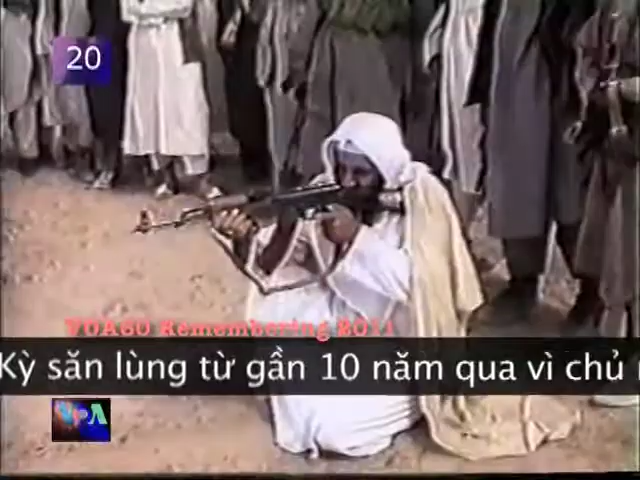 20
VOA60 Remembering 2011
Kỳ săn lùng từ gần 10 năm qua vì chủ
VOA